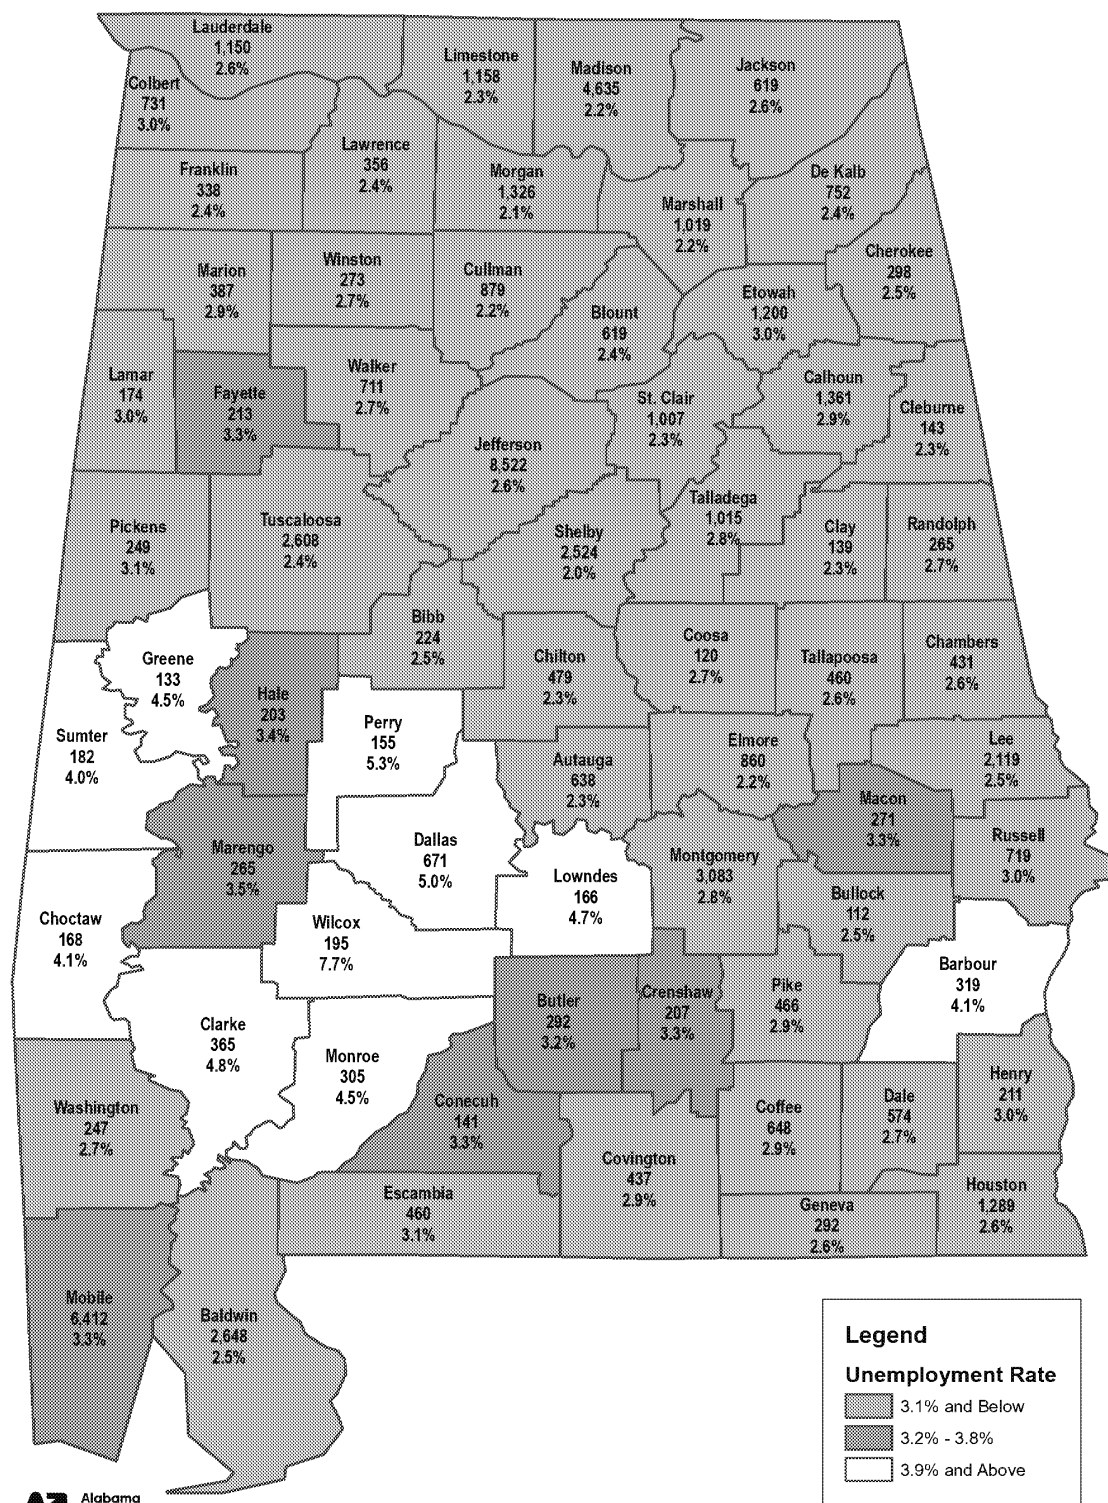 Lauderdale
1,150
2.6%
Limestone
1,158
2.3%
Madison
4,635
2.2%
Jackson
619
2.6%
Colbert
731
3.0%
Lawrence
356
2.4%
Franklin
338
2.4%
Morgan
1,326
2.1%
De Kalb
752
2.4%
Marshall
1,019
2.2%
Cherokee
298
2.5%
Marion
387
2.9%
Winston
273
2.7%
Cullman
879
2.2%
Etowah
1,200
3.0%
Blount
619
2.4%
Lamar
174
3.0%
Fayette
213
3.3%
Walker
711
2.7%
St. Clair
1,007
2.3%
Calhoun
1,361
2.9%
Cleburne
143
2.3%
Jefferson
8,522
2.6%
Talladega
1,015
2.8%
Pickens
249
3.1%
Tuscaloosa
2,608
2.4%
Shelby
2,524
2.0%
Clay
139
2.3%
Randolph
265
2.7%
Bibb
224
2.5%
Greene
133
4.5%
Hale
203
3.4%
Chilton
479
2.3%
Coosa
120
2.7%
Tallapoosa
460
2.6%
Chambers
431
2.6%
Sumter
182
4.0%
Perry
155
5.3%
Autauga
638
2.3%
Elmore
860
2.2%
Lee
2,119
2.5%
Macon
271
3.3%
Marengo
265
3.5%
Dallas
671
5.0%
Lowndes
166
4.7%
Montgomery
3,083
2.8%
Russell
719
3.0%
Bullock
112
2.5%
Choctaw
168
4.1%
Wilcox
195
7.7%
Barbour
319
4.1%
Clarke
365
4.8%
Butler
292
3.2%
Crenshaw
207
3.3%
Pike
466
2.9%
Monroe
305
4.5%
Henry
211
3.0%
Washington
247
2.7%
Conecuh
141
3.3%
Coffee
648
2.9%
Dale
574
2.7%
Covington
437
2.9%
Escambia
460
3.1%
Geneva
292
2.6%
Houston
1,289
2.6%
Mobile
6,412
3.3%
Baldwin
2,648
2.5%
Legend
Unemployment Rate
3.1% and Below
3.2% - 3.8%
3.9% and Above
Alabama